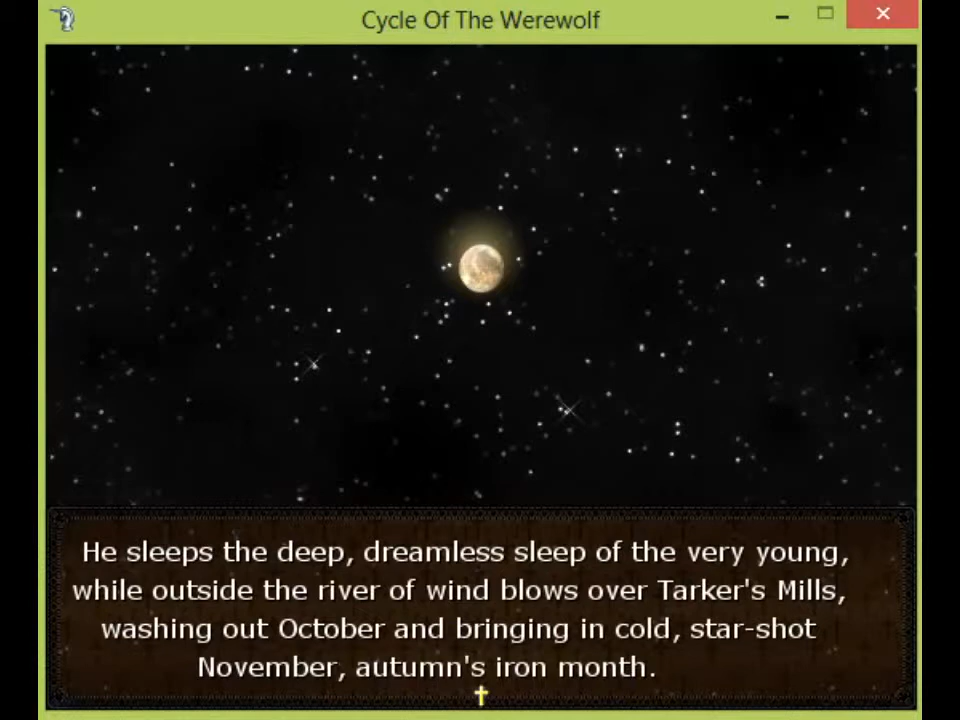 Cycle Of The Werewolf
He sleeps the deep, dreamless sleep of the very young,
while outside the river of wind blows over Tarker's Mills,
washing out October and bringing in cold, star-shot
November, autumn's iron month.